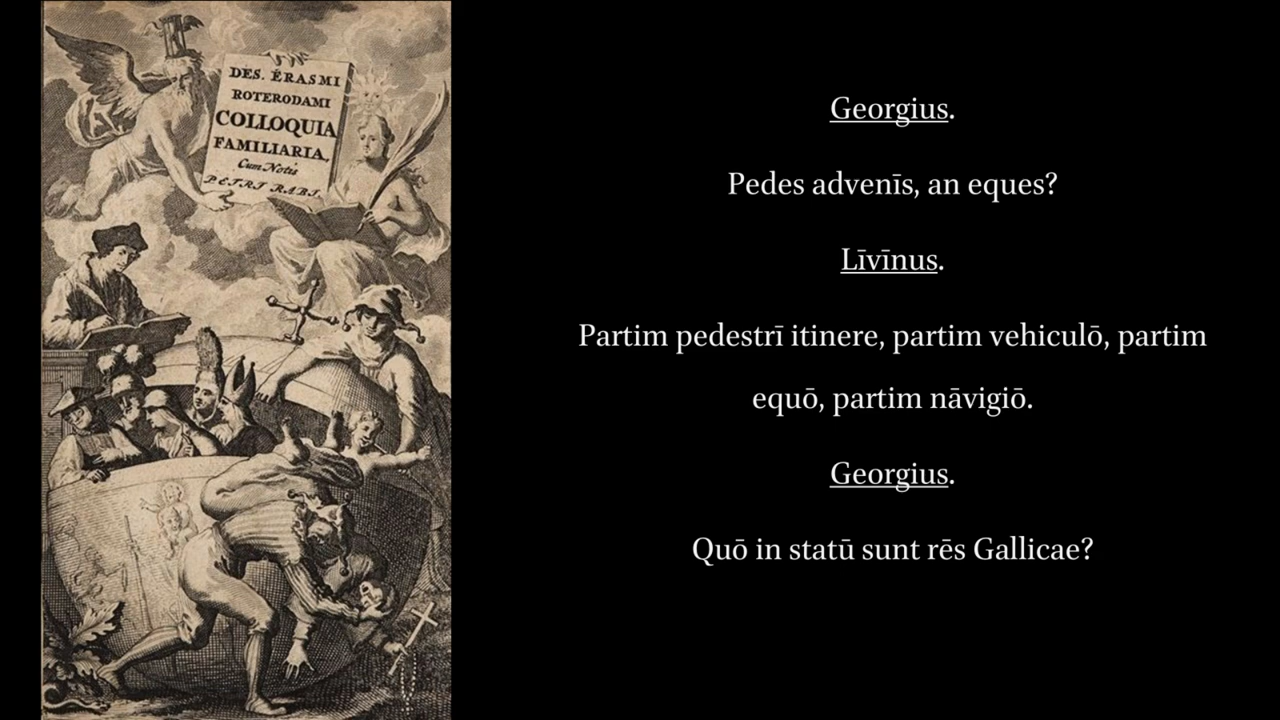 DES. ÉRASMI
ROTERODAMI
COLLOQUIA
FAMILIARIA,
Cum Notis
PETRI RABI.
Georgius.
Pedes advenīs, an eques?
Līvīnus.
Partim pedestrī itinere, partim vehiculō, partim
equō, partim nāvigiō.
Georgius.
Quō in statū sunt rēs Gallicae?